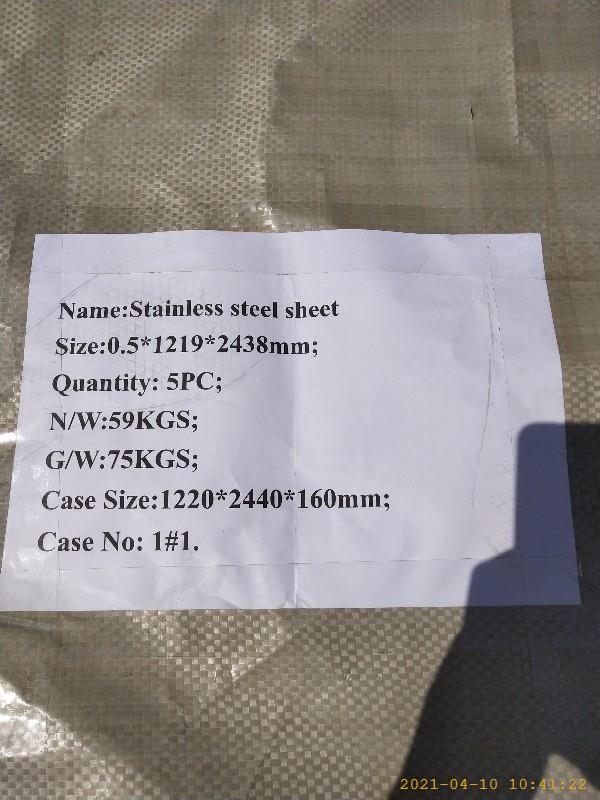 Name:Stainless steel sheet
Size:0.5*1219*2438mm;
Quantity: 5PC;
N/W:59KGS;
G/W:75KGS;
Case Size:1220*2440*160mm;
Case No: 1#1.
2021-04-10 10:41:22